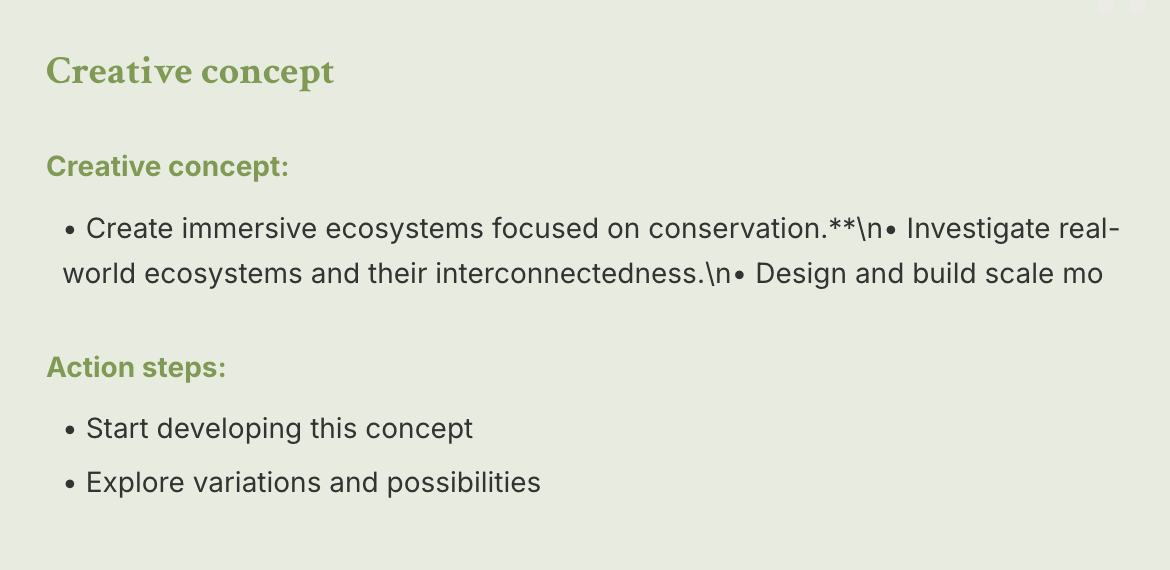 Creative concept
Creative concept:
• Create immersive ecosystems focused on conservation.**\n• Investigate real-
world ecosystems and their interconnectedness.\n• Design and build scale mo
Action steps:
• Start developing this concept
• Explore variations and possibilities